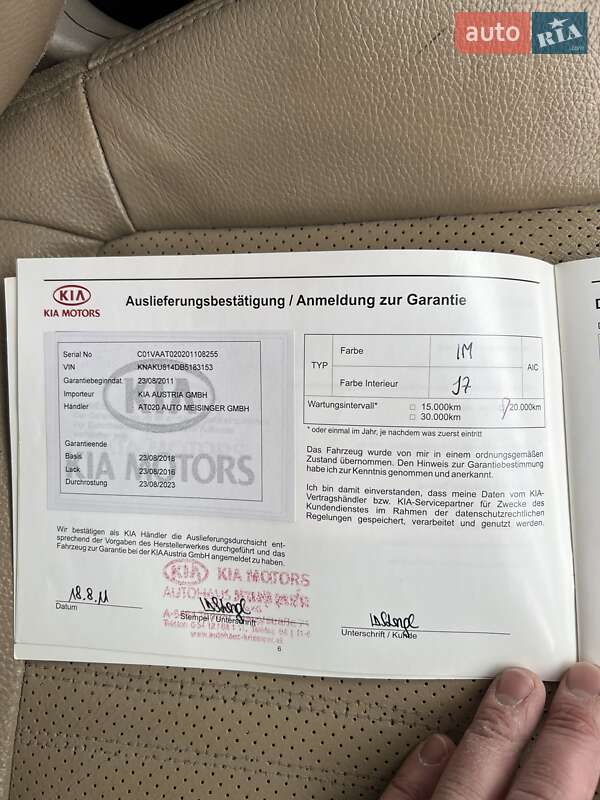 auto RIA.com
KIA
KIA MOTORS
Auslieferungsbestätigung / Anmeldung zur Garantie
Serial No C01VAAT020201108255
VIN KNAKU814DB5183153
Garantiebeginndat. 23/08/2011
Importeur KIA AUSTRIA GMBH
Händler AT020 AUTO MEISINGER GMBH
Garantieende
Basis 23/08/2018
Lack 23/08/2016
Durchrostung 23/08/2023
KIA MOTORS
Wir bestätigen als KIA Händler die Auslieferungsdurchsicht ent-
sprechend der Vorgaben des Herstellerwerkes durchgeführt und das
Fahrzeug zur Garantie bei der KIA Austria GmbH angemeldet zu haben.
18.8.11
Datum
KIA MOTORS
AUTOHAUS
Stempel / Unterschrift
TYP
Farbe 1M
Farbe Interieur J7
AIC
Wartungsintervall* □ 15.000km □ 20.000km
□ 30.000km
* oder einmal im Jahr, je nachdem was zuerst eintritt
Das Fahrzeug wurde von mir in einem ordnungsgemäßen
Zustand übernommen. Den Hinweis zur Garantiebestimmung
habe ich zur Kenntnis genommen und anerkannt.
Ich bin damit einverstanden, dass meine Daten vom KIA-
Vertragshändler bzw. KIA-Servicepartner für Zwecke des
Kundendienstes im Rahmen der datenschutzrechtlichen
Regelungen gespeichert, verarbeitet und genutzt werden.
Unterschrift / Kunde
6
D